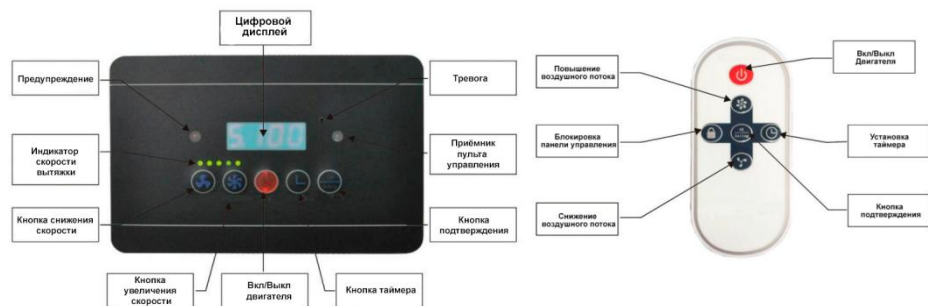 Цифровой
дисплей
Предупреждение
Тревога
Индикатор
скорости
вытяжки
Приёмник
пульта
управления
Кнопка снижения
скорости
Кнопка
подтверждения
Кнопка
увеличения
скорости
Вкл/Выкл
двигателя
Кнопка таймера
5 100
Вкл/Выкл
Двигателя
Повышение
воздушного потока
Блокировка
панели управления
Установка
таймера
Снижение
воздушного потока
Кнопка
подтверждения